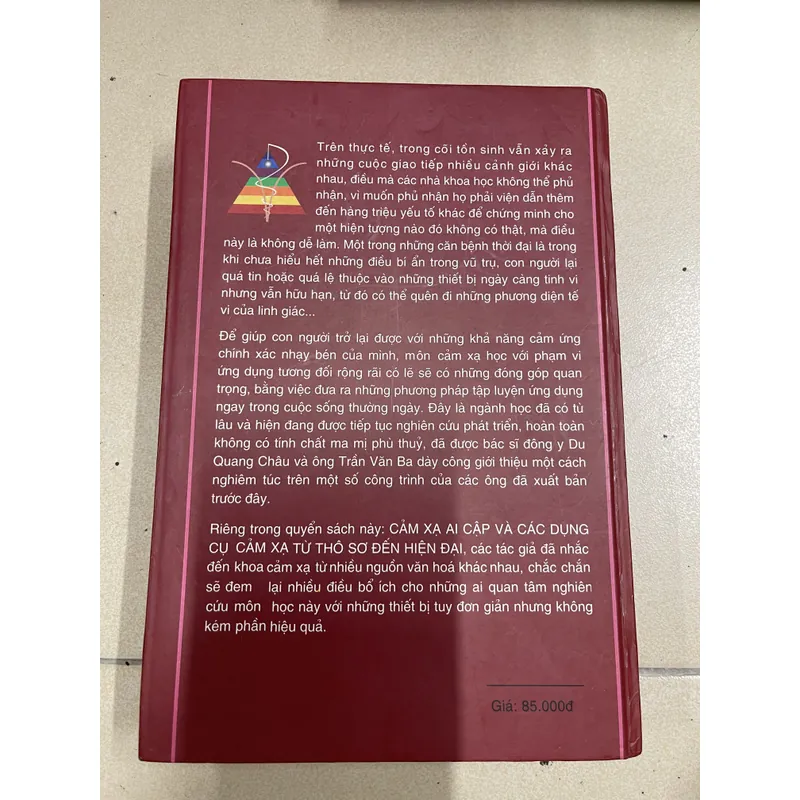 Trên thực tế, trong cõi tồn sinh vẫn xảy ra
những cuộc giao tiếp nhiều cảnh giới khác
nhau, điều mà các nhà khoa học không thể phủ
nhận, vì muốn phủ nhận họ phải viện dẫn thêm
đến hàng triệu yếu tố khác để chứng minh cho
một hiện tượng nào đó không có thật, mà điều
này là không dễ làm. Một trong những căn bệnh thời đại là trong
khi chưa hiểu hết những điều bí ẩn trong vũ trụ, con người lại
quá tin hoặc quá lệ thuộc vào những thiết bị ngày càng tinh vi
nhưng vẫn hữu hạn, từ đó có thể quên đi những phương diện tế
vi của linh giác...
Để giúp con người trở lại được với những khả năng cảm ứng
chính xác nhạy bén của mình, môn cảm xạ học với phạm vi
ứng dụng tương đối rộng rãi có lẽ sẽ có những đóng góp quan
trọng, bằng việc đưa ra những phương pháp tập luyện ứng dụng
ngay trong cuộc sống thường ngày. Đây là ngành học đã có từ
lâu và hiện đang được tiếp tục nghiên cứu phát triển, hoàn toàn
không có tính chất ma mị phù thuỷ, đã được bác sĩ đông y Dư
Quang Châu và ông Trần Văn Ba dày công giới thiệu một cách
nghiêm túc trên một số công trình của các ông đã xuất bản
trước đây.
Riêng trong quyển sách này: CẢM XẠ AI CẬP VÀ CÁC DỤNG
CỤ CẢM XẠ TỪ THÔ SƠ ĐẾN HIỆN ĐẠI, các tác giả đã nhắc
đến khoa cảm xạ từ nhiều nguồn văn hoá khác nhau, chắc chắn
sẽ đem lại nhiều điều bổ ích cho những ai quan tâm nghiên
cứu môn học này với những thiết bị tuy đơn giản nhưng không
kém phần hiệu quả.
Giá: 85.000đ